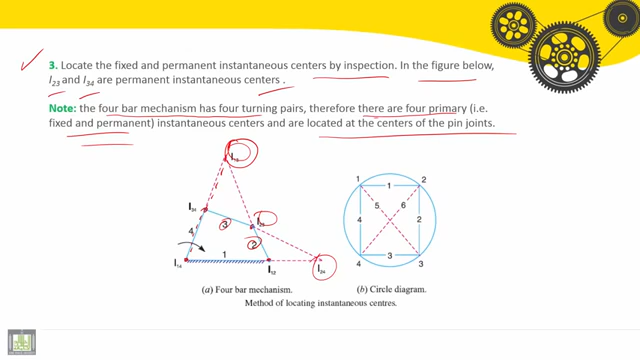 3. Locate the fixed and permanent instantaneous centers by inspection. In the figure below,
I23 and I34 are permanent instantaneous centers .
Note: the four bar mechanism has four turning pairs, therefore there are four primary (i.e.
fixed and permanent) instantaneous centers and are located at the centers of the pin joints.
I13
1 2
1
I34
5 6
I23
3
4
4 2
2
1
I14 I12 I24
3
4 3
(a) Four bar mechanism. (b) Circle diagram.
Method of locating instantaneous centres.